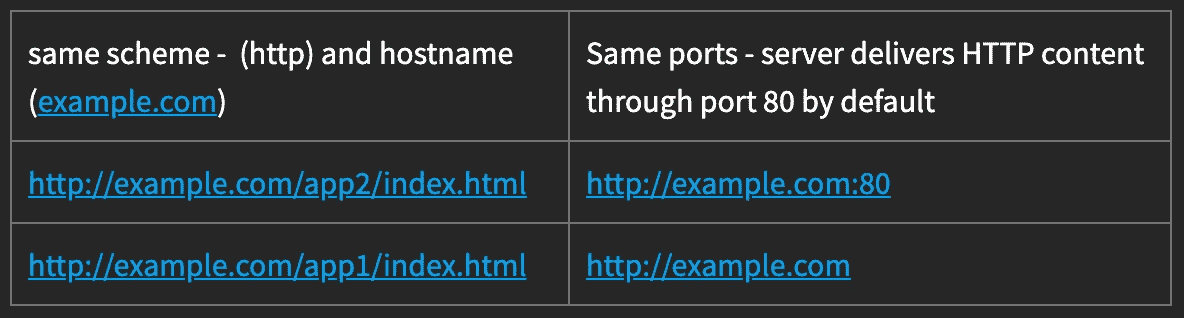 same scheme -  (http) and hostname
(example.com)
Same ports - server delivers HTTP content
through port 80 by default
http://example.com/app2/index.html
http://example.com:80
http://example.com/app1/index.html
http://example.com